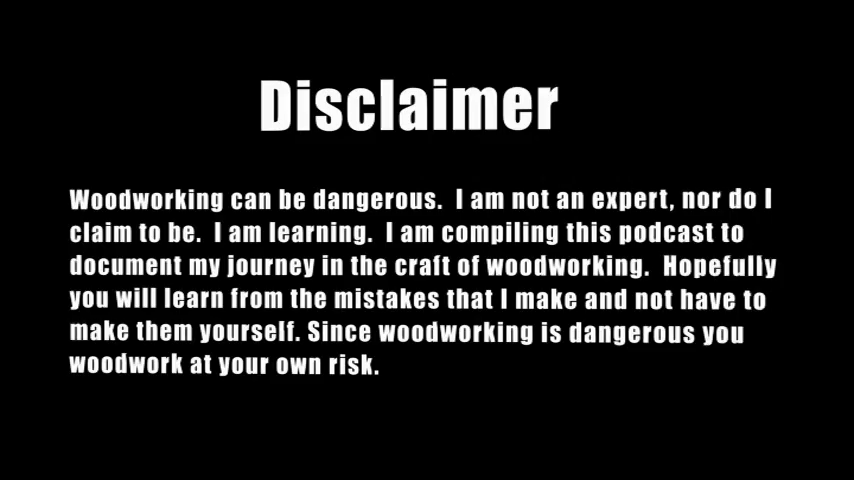 Disclaimer
Woodworking can be dangerous.  I am not an expert, nor do I
claim to be.  I am learning.  I am compiling this podcast to
document my journey in the craft of woodworking.  Hopefully
you will learn from the mistakes that I make and not have to
make them yourself. Since woodworking is dangerous you
woodwork at your own risk.